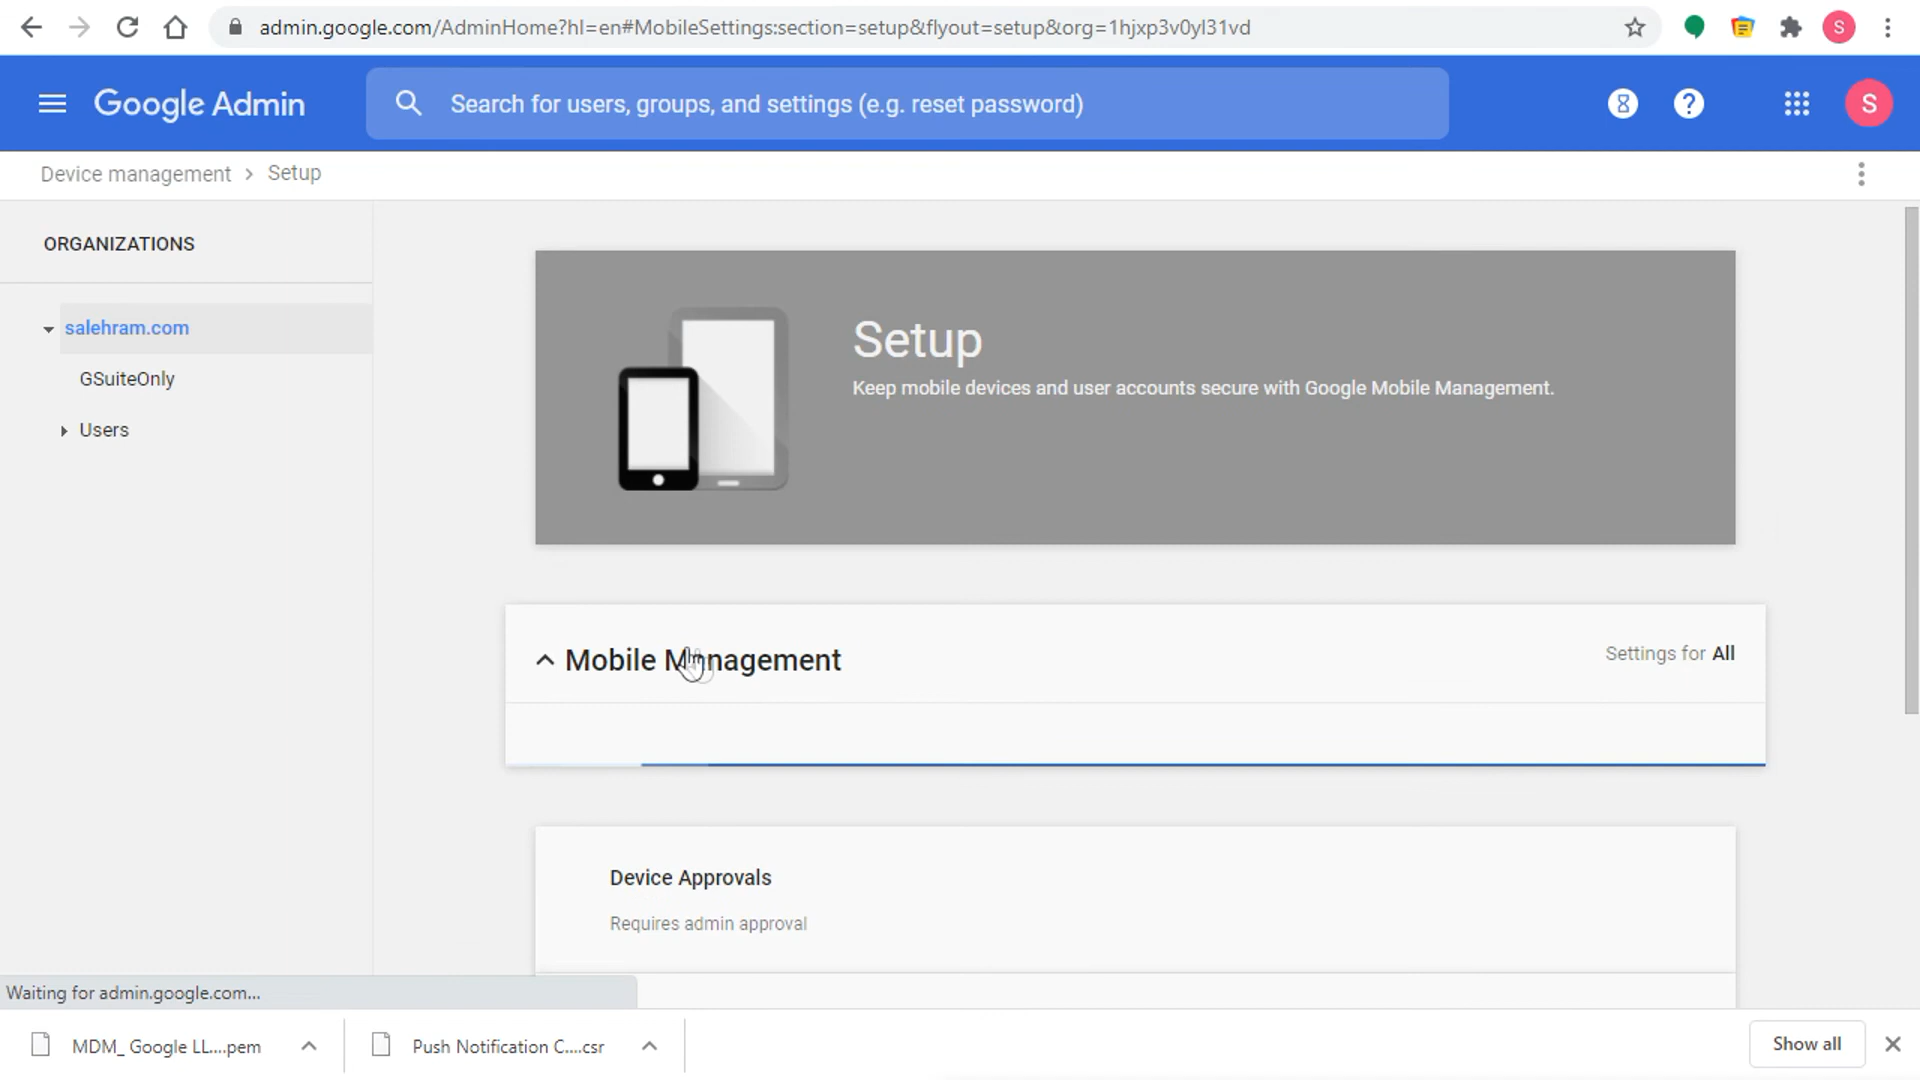 admin.google.com/AdminHome?hl=en#MobileSettings:section=setup&flyout=setup&org=1hjxp3v0yl31vd
S
Google Admin
Search for users, groups, and settings (e.g. reset password)
S
Device management > Setup
ORGANIZATIONS
salehram.com
GSuiteOnly
Users
Setup
Keep mobile devices and user accounts secure with Google Mobile Management.
Mobile Management
Settings for All
Device Approvals
Requires admin approval
Waiting for admin.google.com...
MDM_ Google LL....pem
Push Notification C....csr
Show all